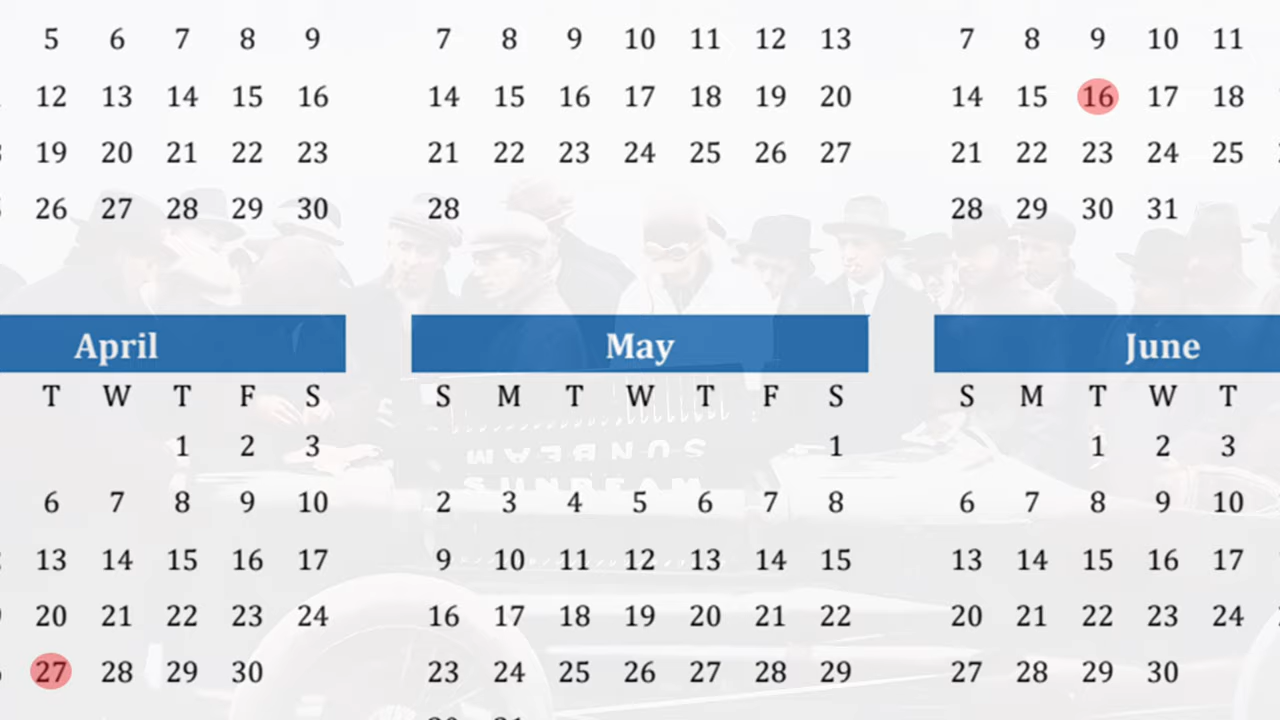 5 6 7 8 9 7 8 9 10 11 12 13 7 8 9 10 11
12 13 14 15 16 14 15 16 17 18 19 20 14 15 16 17 18
19 20 21 22 23 21 22 23 24 25 26 27 21 22 23 24 25
26 27 28 29 30 28 28 29 30 31
April May June
T W T F S S M T W T F S S M T W T
1 2 3 1 1 2 3
SUNBEAM
6 7 8 9 10 2 3 4 5 6 7 8 6 7 8 9 10
13 14 15 16 17 9 10 11 12 13 14 15 13 14 15 16 17
20 21 22 23 24 16 17 18 19 20 21 22 20 21 22 23 24
27 28 29 30 23 24 25 26 27 28 29 27 28 29 30